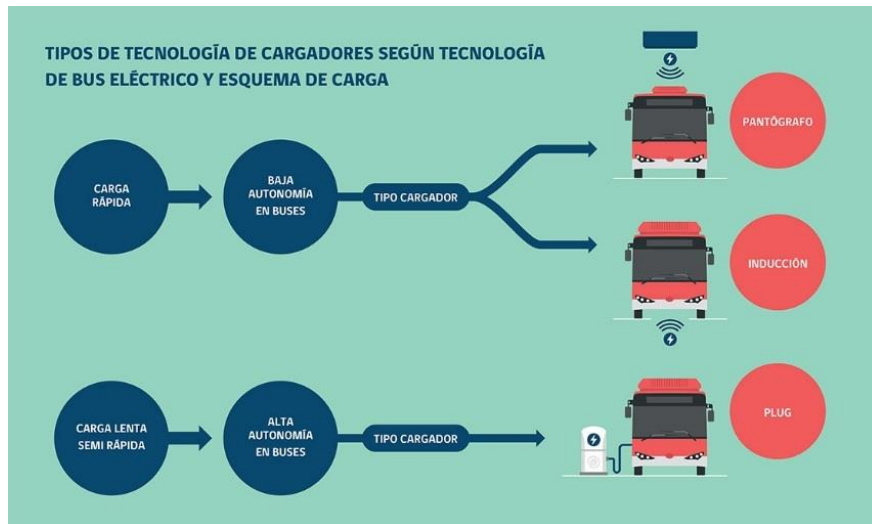 TIPOS DE TECNOLOGÍA DE CARGADORES SEGÚN TECNOLOGÍA
DE BUS ELÉCTRICO Y ESQUEMA DE CARGA
CARGA
RÁPIDA
BAJA
AUTONOMÍA
EN BUSES
TIPO CARGADOR
PANTÓGRAFO
INDUCCIÓN
CARGA LENTA
SEMI RÁPIDA
ALTA
AUTONOMÍA
EN BUSES
TIPO CARGADOR
PLUG